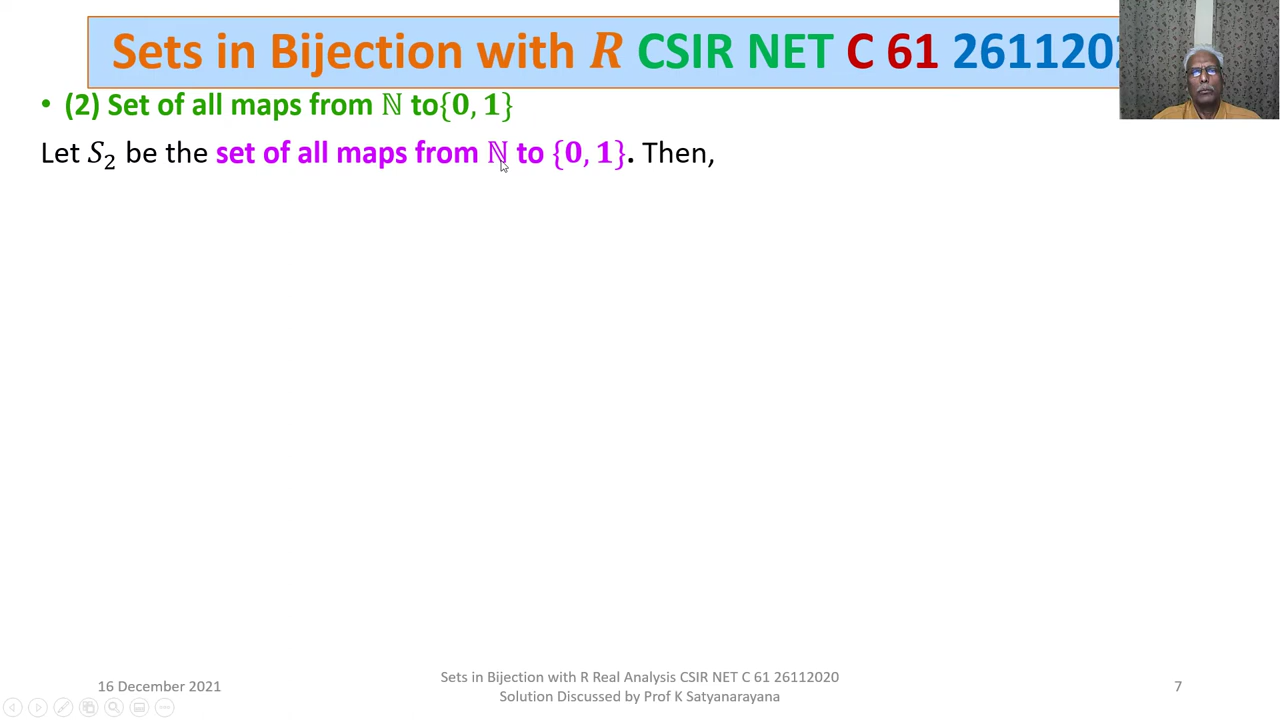 Sets in Bijection with R CSIR NET C 61 2611202
• (2) Set of all maps from ℕ to{0, 1}
Let S₂ be the set of all maps from ℕ to {0, 1}. Then,
16 December 2021
Sets in Bijection with R Real Analysis CSIR NET C 61 26112020
Solution Discussed by Prof K Satyanarayana
7